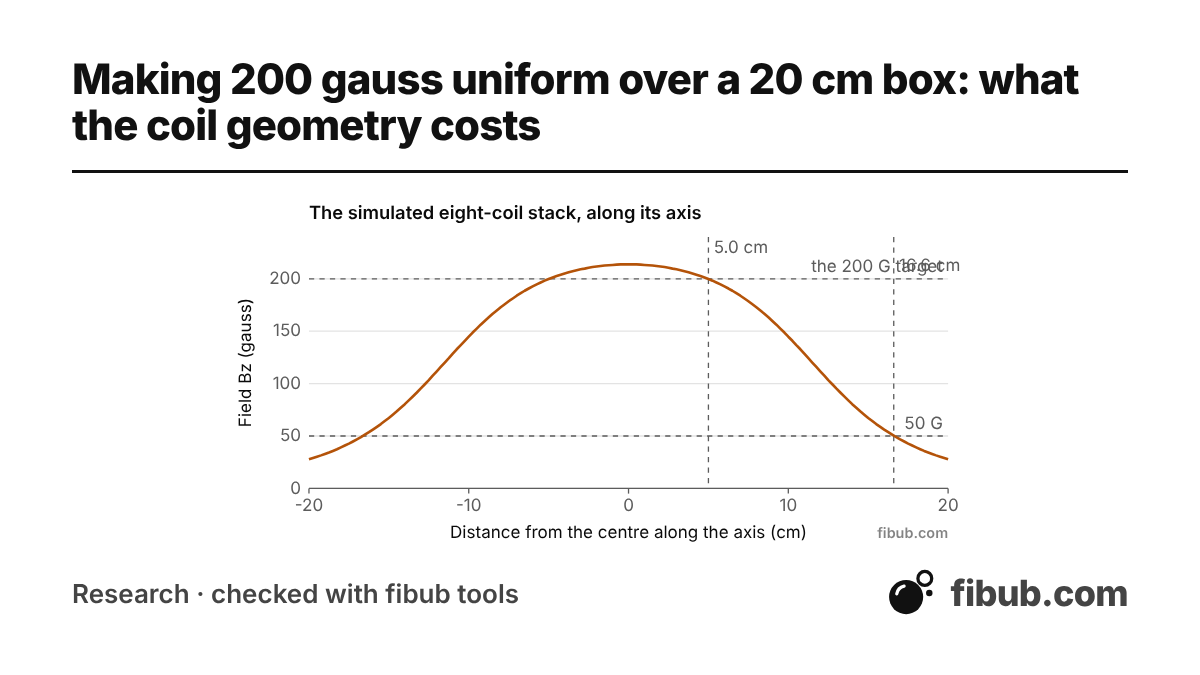 Making 200 gauss uniform over a 20 cm box: what
the coil geometry costs
The simulated eight-coil stack, along its axis
5.0 cm
the 200 G target
16.6 cm
200
150
100
50
0
50 G
Field Bz (gauss)
-20
-10
0
10
20
Distance from the centre along the axis (cm)
fibub.com
Research · checked with fibub tools
fibub.com